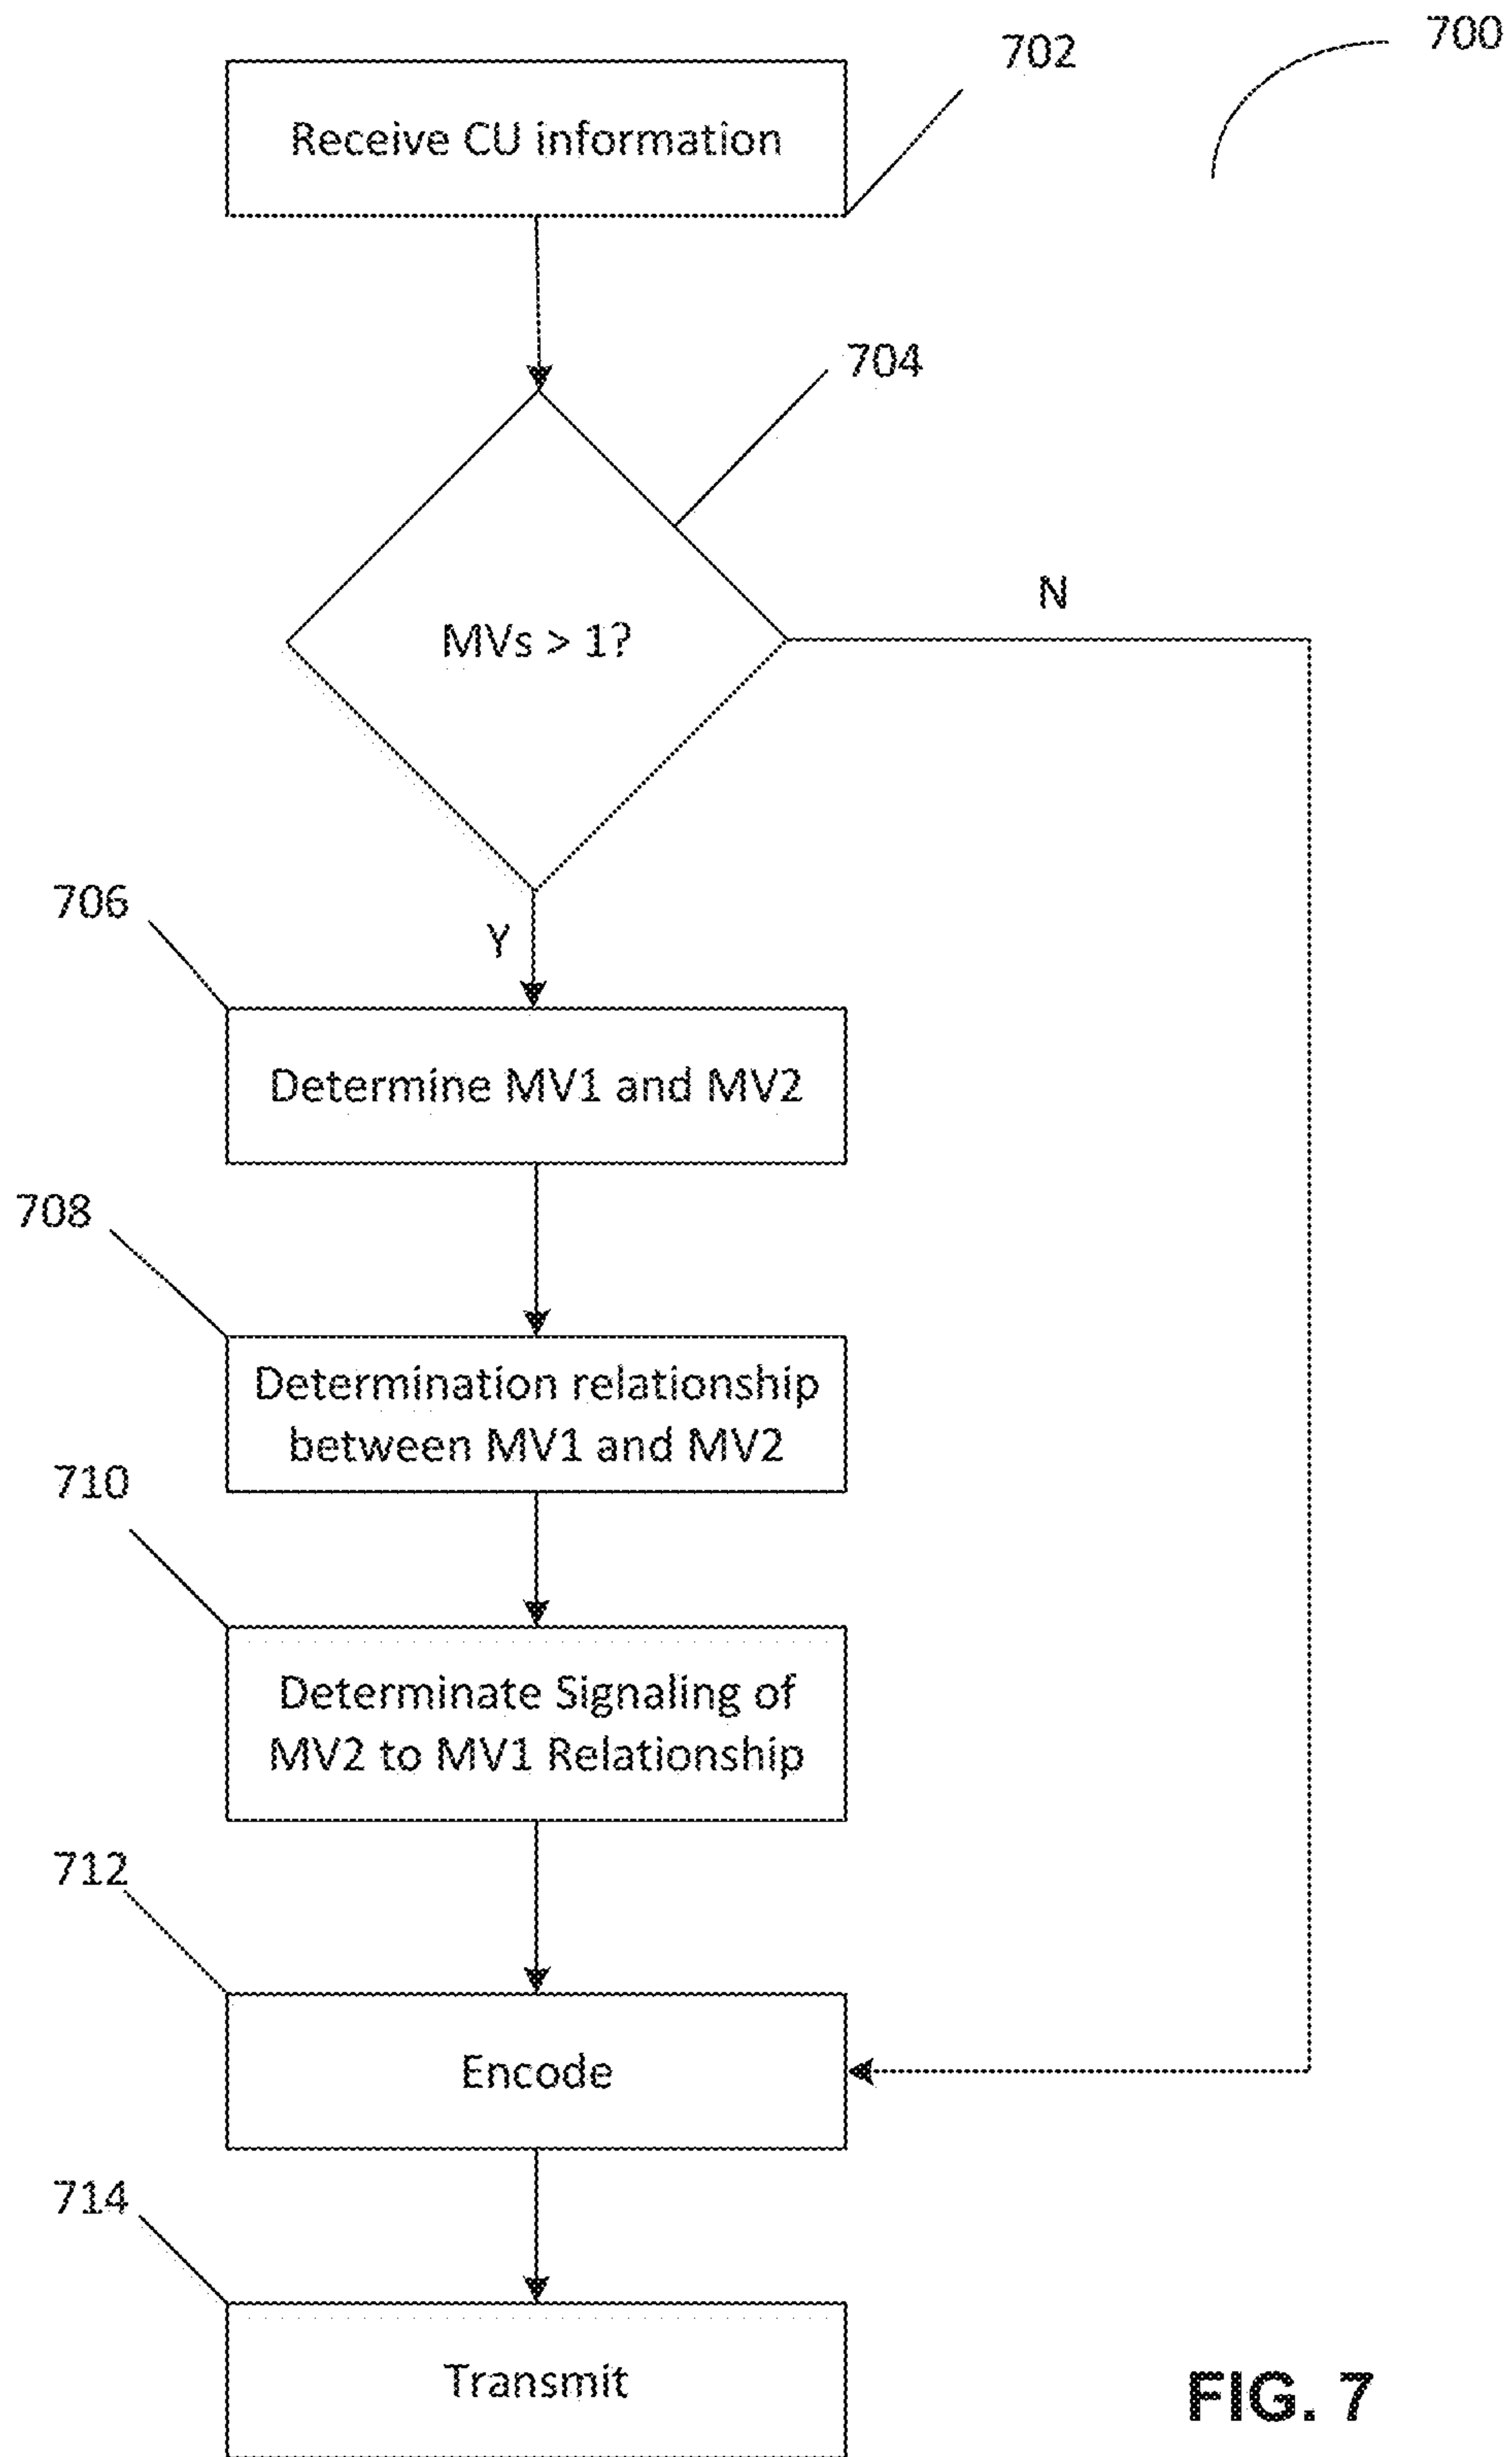 700
702
Receive CU information
704
MVs > 1?
N
Y
706
Determine MV1 and MV2
708
Determination relationship
between MV1 and MV2
710
Determinate Signaling of
MV2 to MV1 Relationship
712
Encode
714
Transmit
FIG. 7